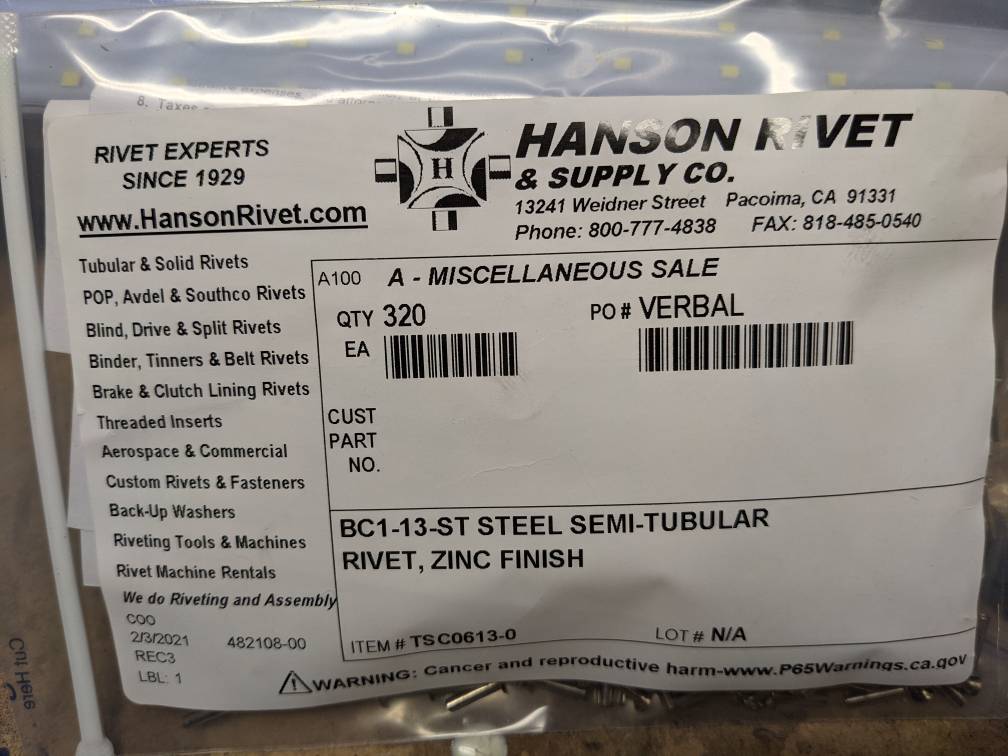 8. Taxes
RIVET EXPERTS
SINCE 1929
www.HansonRivet.com
H
HANSON RIVET
& SUPPLY CO.
13241 Weidner Street Pacoima, CA 91331
Phone: 800-777-4838 FAX: 818-485-0540
Tubular & Solid Rivets
POP, Avdel & Southco Rivets
Blind, Drive & Split Rivets
Binder, Tinners & Belt Rivets
Brake & Clutch Lining Rivets
Threaded Inserts
Aerospace & Commercial
Custom Rivets & Fasteners
Back-Up Washers
Riveting Tools & Machines
Rivet Machine Rentals
We do Riveting and Assembly
COO
2/3/2021 482108-00
REC3
LBL: 1
A100 A - MISCELLANEOUS SALE
QTY 320 PO # VERBAL
EA
CUST
PART
NO.
BC1-13-ST STEEL SEMI-TUBULAR
RIVET, ZINC FINISH
ITEM # TSC0613-0 LOT # N/A
WARNING: Cancer and reproductive harm-www.P65Warnings.ca.gov
Cut Here